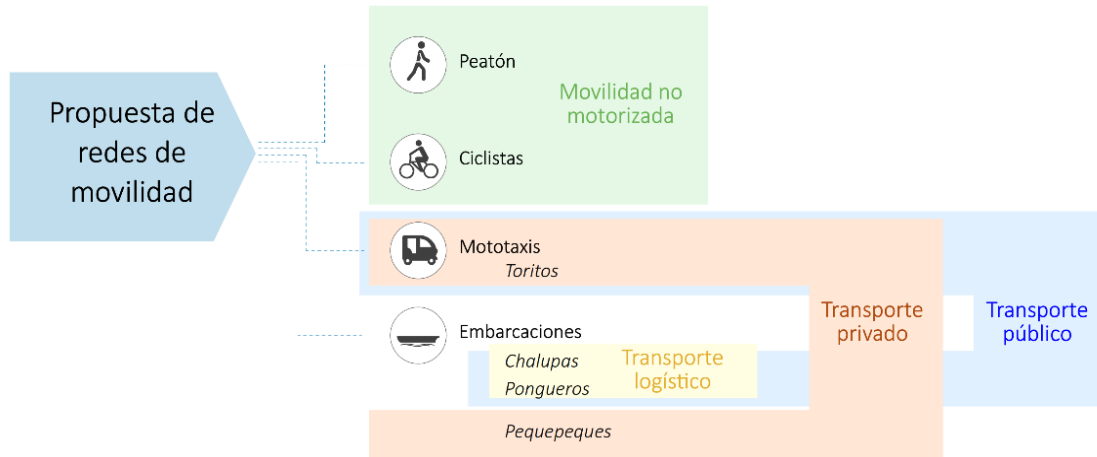 Propuesta de
redes de
movilidad
Peatón
Movilidad no
motorizada
Ciclistas
Mototaxis
Toritos
Embarcaciones
Chalupas
Pongueros
Transporte
logístico
Pequepeques
Transporte
privado
Transporte
público